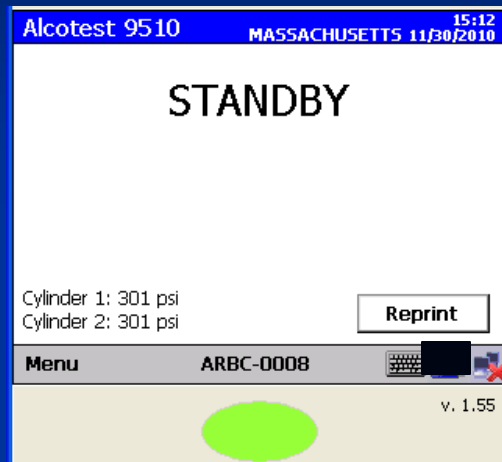 Alcotest 9510
15:12
MASSACHUSETTS 11/30/2010
STANDBY
Cylinder 1: 301 psi
Cylinder 2: 301 psi
Reprint
Menu
ARBC-0008
v. 1.55